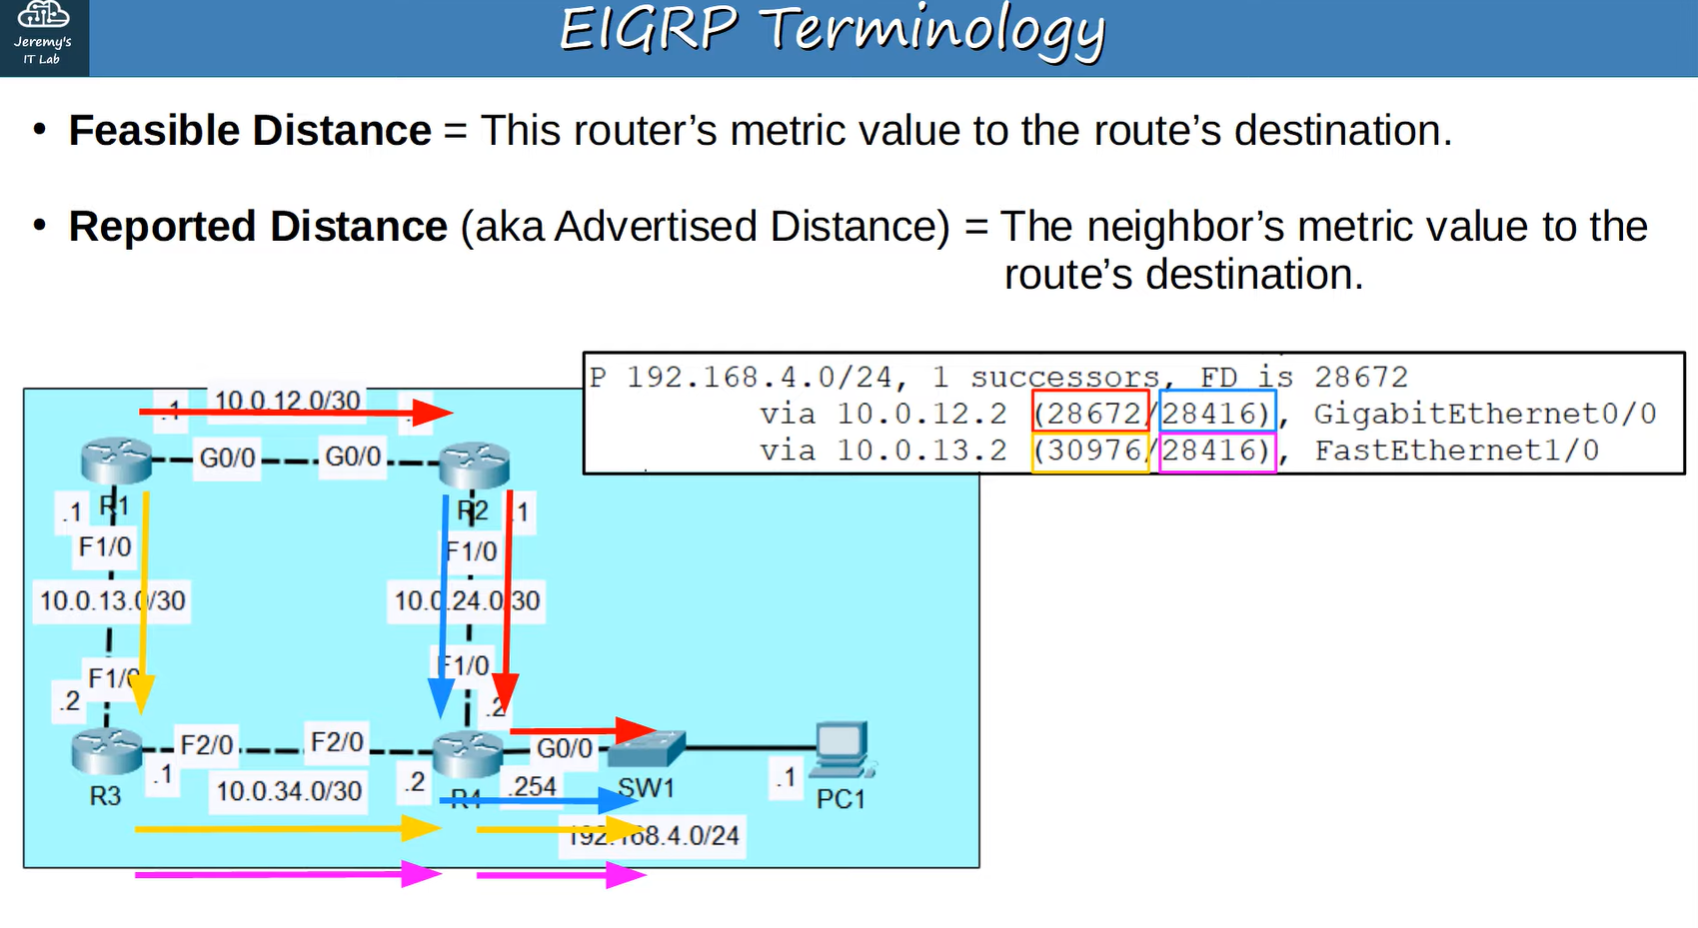 Jeremy's
IT Lab
EIGRP Terminology
• Feasible Distance = This router's metric value to the route's destination.
• Reported Distance (aka Advertised Distance) = The neighbor's metric value to the
route's destination.
P 192.168.4.0/24, 1 successors, FD is 28672
via 10.0.12.2 (28672/28416), GigabitEthernet0/0
via 10.0.13.2 (30976/28416), FastEthernet1/0
.1
10.0.12.0/30
G0/0
G0/0
R1
R2
.1
.1
F1/0
F1/0
10.0.13.0/30
10.0.24.0/30
F1/0
F1/0
.2
.2
F2/0
F2/0
G0/0
.1
.2
.254
SW1
.1
R3
10.0.34.0/30
R4
PC1
192.168.4.0/24